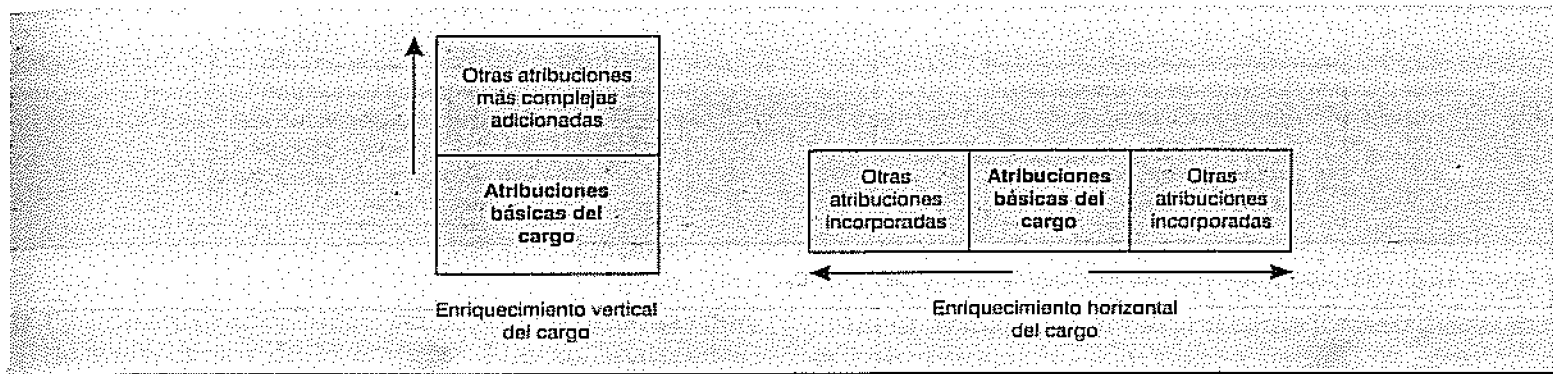 Otras atribuciones
más complejas
adicionadas
Atribuciones
básicas del
cargo
Enriquecimiento vertical
del cargo
Otras
atribuciones
incorporadas
Atribuciones
básicas del
cargo
Otras
atribuciones
incorporadas
Enriquecimiento horizontal
del cargo